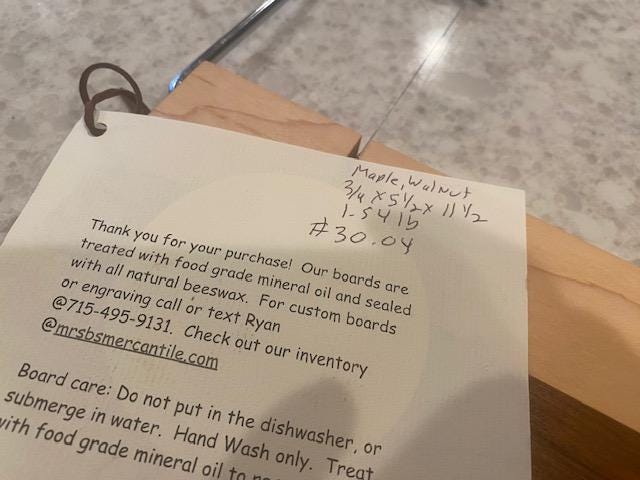 Maple, Walnut
3/4 x 5 1/2 x 11 1/2
1.54 lb
#30.04
Thank you for your purchase! Our boards are
treated with food grade mineral oil and sealed
with all natural beeswax. For custom boards
or engraving call or text Ryan
@715-495-9131. Check out our inventory
@mrsbsmercantile.com
Board care: Do not put in the dishwasher, or
submerge in water. Hand Wash only. Treat
with food grade mineral oil to